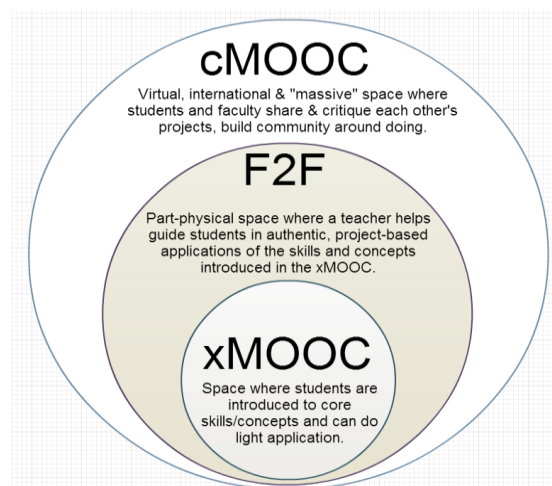 cMOOC
Virtual, international & "massive" space where
students and faculty share & critique each other's
projects, build community around doing.
F2F
Part-physical space where a teacher helps
guide students in authentic, project-based
applications of the skills and concepts
introduced in the xMOOC.
xMOOC
Space where students are
introduced to core
skills/concepts and can do
light application.